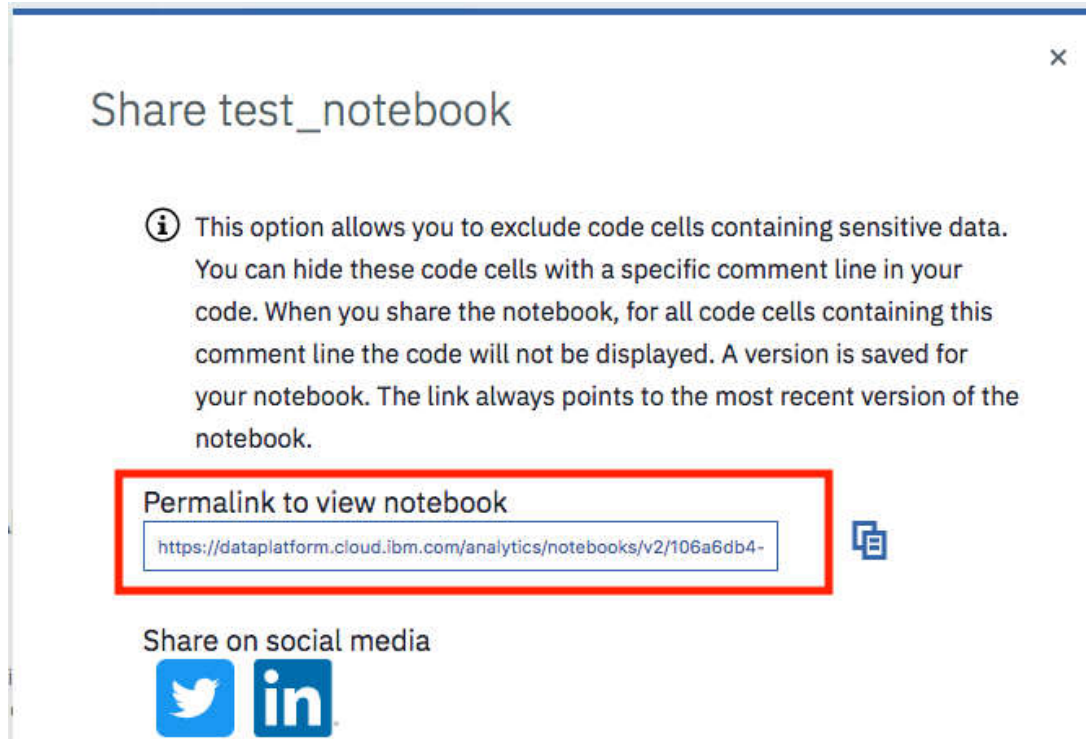 Share test_notebook
This option allows you to exclude code cells containing sensitive data.
You can hide these code cells with a specific comment line in your
code. When you share the notebook, for all code cells containing this
comment line the code will not be displayed. A version is saved for
your notebook. The link always points to the most recent version of the
notebook.
Permalink to view notebook
https://dataplatform.cloud.ibm.com/analytics/notebooks/v2/106a6db4-
Share on social media
in